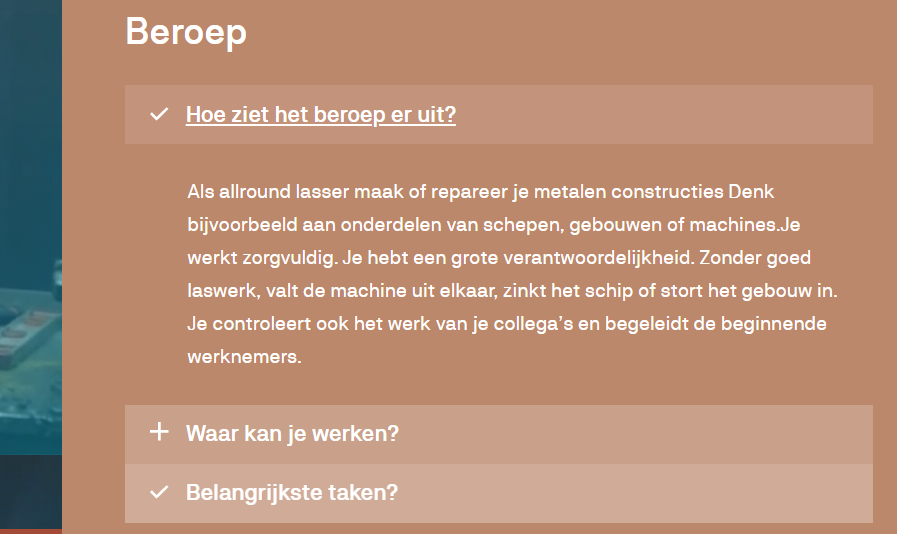 Beroep
Hoe ziet het beroep er uit?
Als allround lasser maak of repareer je metalen constructies Denk
bijvoorbeeld aan onderdelen van schepen, gebouwen of machines.Je
werkt zorgvuldig. Je hebt een grote verantwoordelijkheid. Zonder goed
laswerk, valt de machine uit elkaar, zinkt het schip of stort het gebouw in.
Je controleert ook het werk van je collega's en begeleidt de beginnende
werknemers.
Waar kan je werken?
Belangrijkste taken?